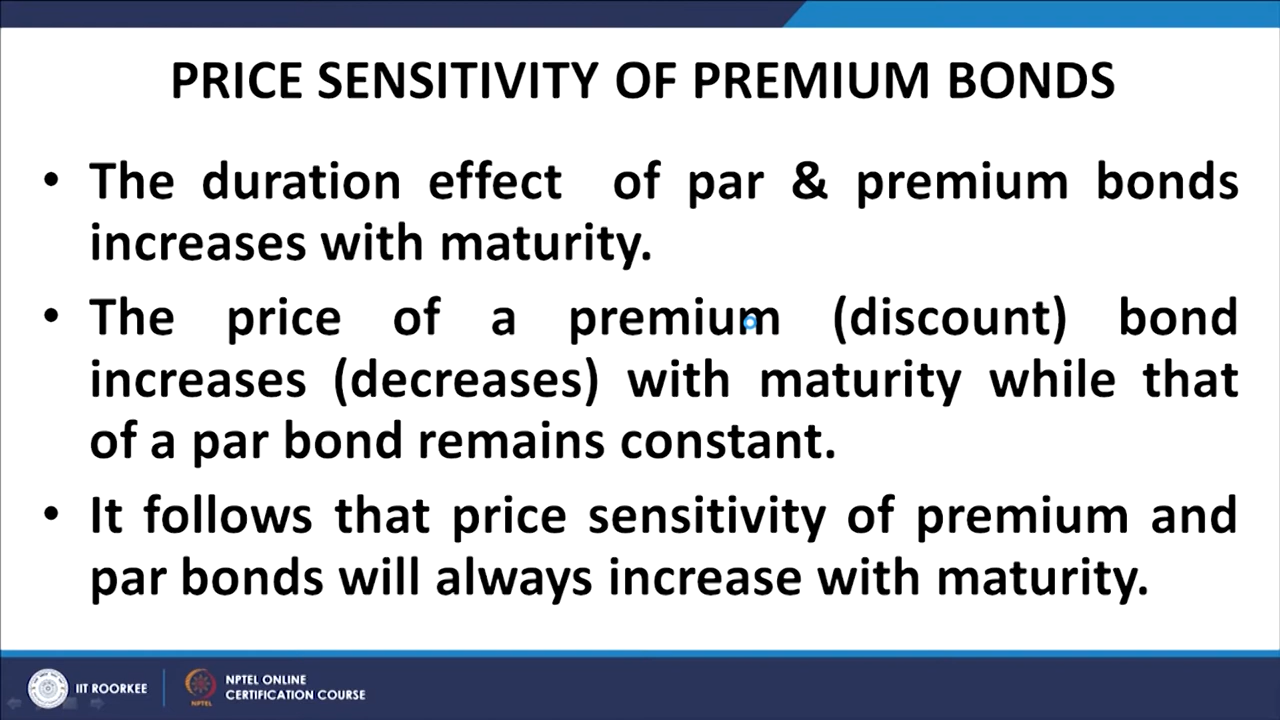 PRICE SENSITIVITY OF PREMIUM BONDS
• The duration effect of par & premium bonds
increases with maturity.
• The price of a premium (discount) bond
increases (decreases) with maturity while that
of a par bond remains constant.
• It follows that price sensitivity of premium and
par bonds will always increase with maturity.
IIT ROORKEE
NPTEL
NPTEL ONLINE
CERTIFICATION COURSE